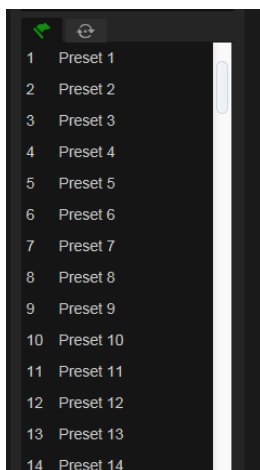 1 Preset 1
2 Preset 2
3 Preset 3
4 Preset 4
5 Preset 5
6 Preset 6
7 Preset 7
8 Preset 8
9 Preset 9
10 Preset 10
11 Preset 11
12 Preset 12
13 Preset 13
14 Preset 14